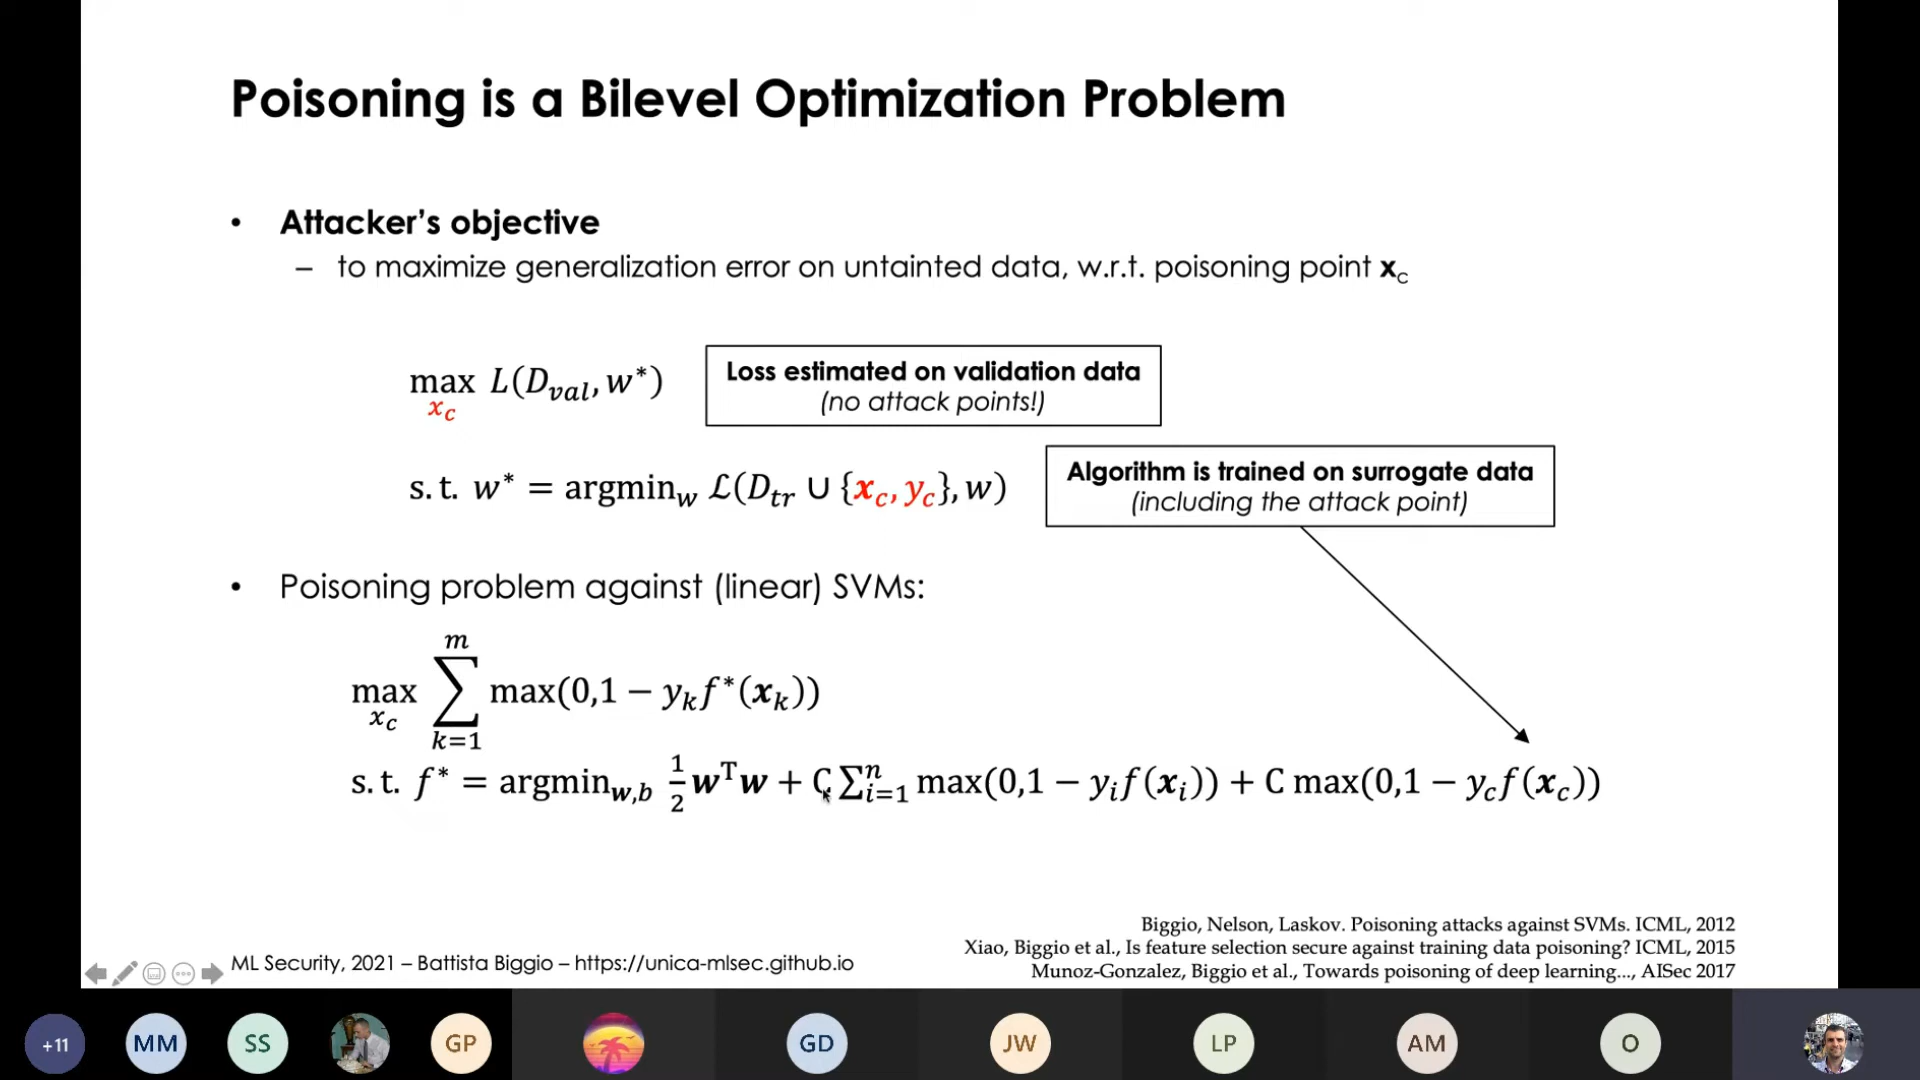 Poisoning is a Bilevel Optimization Problem
• Attacker's objective
– to maximize generalization error on untainted data, w.r.t. poisoning point x_c
max_{x_c} L(D_{val}, w*)
Loss estimated on validation data
(no attack points!)
s.t. w* = argmin_w ℒ(D_{tr} ∪ {x_c, y_c}, w)
Algorithm is trained on surrogate data
(including the attack point)
• Poisoning problem against (linear) SVMs:
max_{x_c} ∑_{k=1}^{m} max(0,1 − y_k f*(x_k))
s.t. f* = argmin_{w,b} 1/2 w^T w + C ∑_{i=1}^{n} max(0,1 − y_i f(x_i)) + C max(0,1 − y_c f(x_c))
Biggio, Nelson, Laskov. Poisoning attacks against SVMs. ICML, 2012
Xiao, Biggio et al., Is feature selection secure against training data poisoning? ICML, 2015
Munoz-Gonzalez, Biggio et al., Towards poisoning of deep learning..., AISec 2017
ML Security, 2021 – Battista Biggio – https://unica-mlsec.github.io
+11 MM SS GP GD JW LP AM O